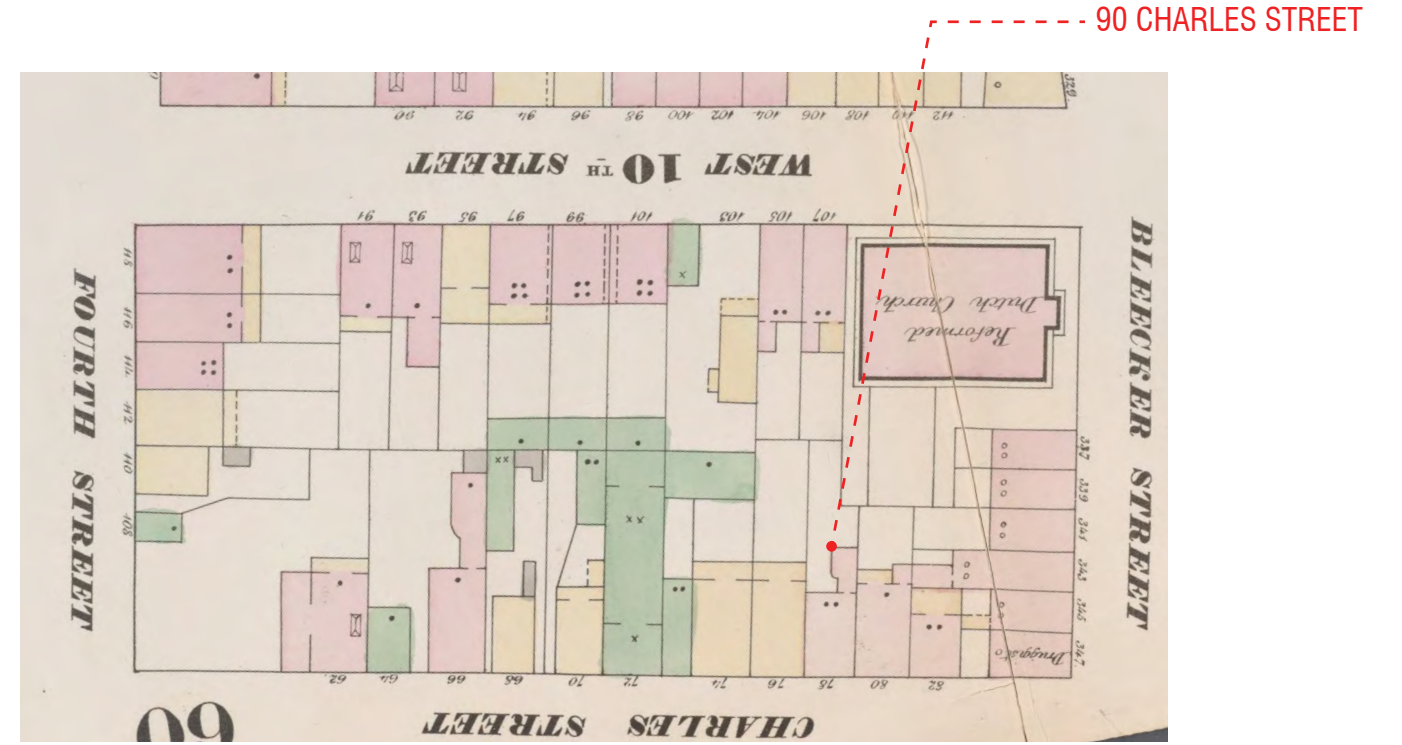 90 CHARLES STREET
329.
90 92 94 96 98 100 102 104 106 108 110 112
WEST 10TH STREET
91 93 95 97 99 101 103 105 107
118
116
114
112
110
108
FOURTH STREET
Reformed
Dutch Church
BLEECKER STREET
337
339
341
343
345
347.
Druggist
x
x x
x x
x
62 64 66 68 70 72 74 76 78 80 82
CHARLES STREET
60